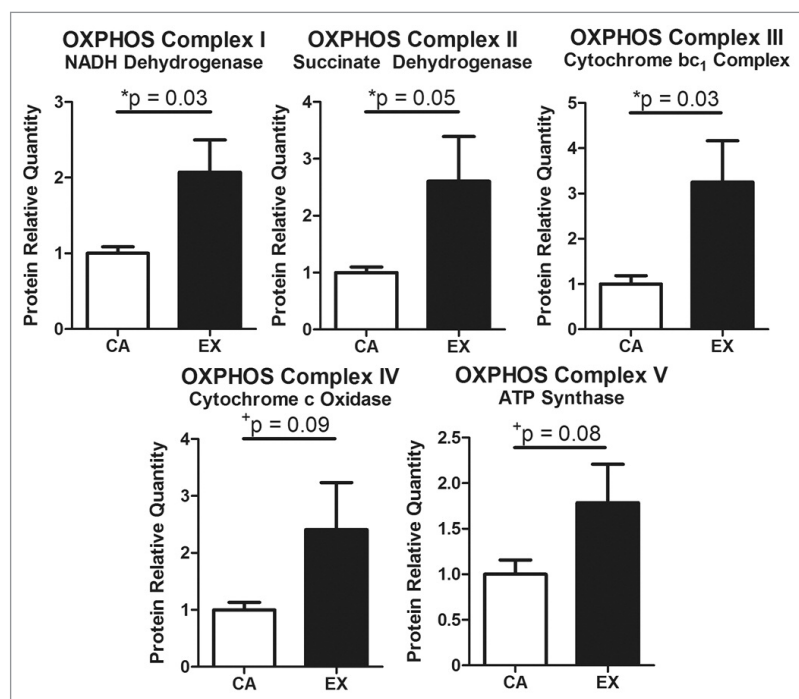 OXPHOS Complex I
NADH Dehydrogenase
*p = 0.03
Protein Relative Quantity
3
2
1
0
CA EX
OXPHOS Complex II
Succinate Dehydrogenase
*p = 0.05
Protein Relative Quantity
4
3
2
1
0
CA EX
OXPHOS Complex III
Cytochrome bc₁ Complex
*p = 0.03
Protein Relative Quantity
5
4
3
2
1
0
CA EX
OXPHOS Complex IV
Cytochrome c Oxidase
⁺p = 0.09
Protein Relative Quantity
4
3
2
1
0
CA EX
OXPHOS Complex V
ATP Synthase
⁺p = 0.08
Protein Relative Quantity
2.5
2.0
1.5
1.0
0.5
0.0
CA EX